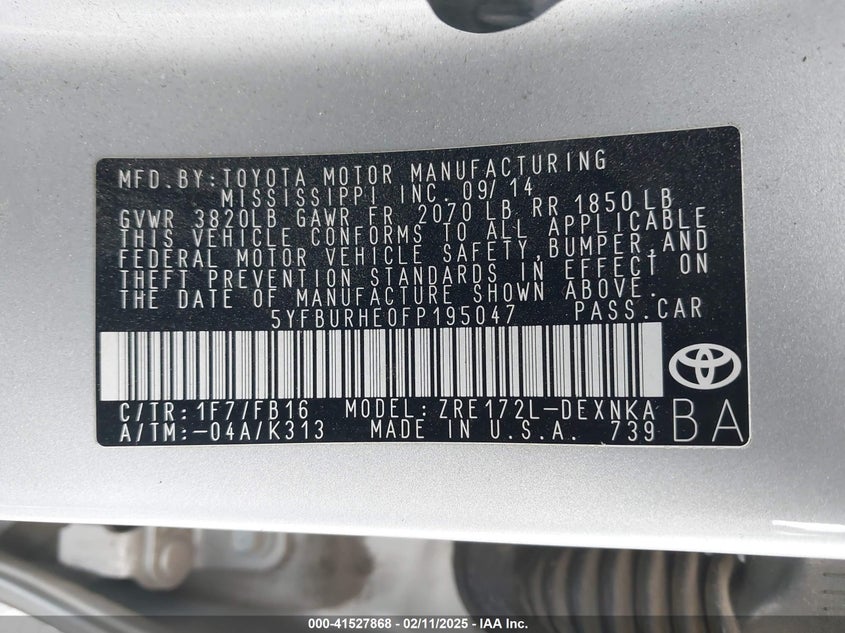 MFD.BY:TOYOTA MOTOR MANUFACTURING
MISSISSIPPI INC. 09/14
GVWR 3820LB GAWR FR 2070 LB RR 1850 LB
THIS VEHICLE CONFORMS TO ALL APPLICABLE
FEDERAL MOTOR VEHICLE SAFETY,BUMPER,AND
THEFT PREVENTION STANDARDS IN EFFECT ON
THE DATE OF MANUFACTURE SHOWN ABOVE.
5YFBURHE0FP195047 PASS.CAR
C/TR:1F7/FB16 MODEL:ZRE172L-DEXNKA
A/TM:-04A/K313 MADE IN U.S.A. 739
BA
000-41527868 - 02/11/2025 - IAA Inc.